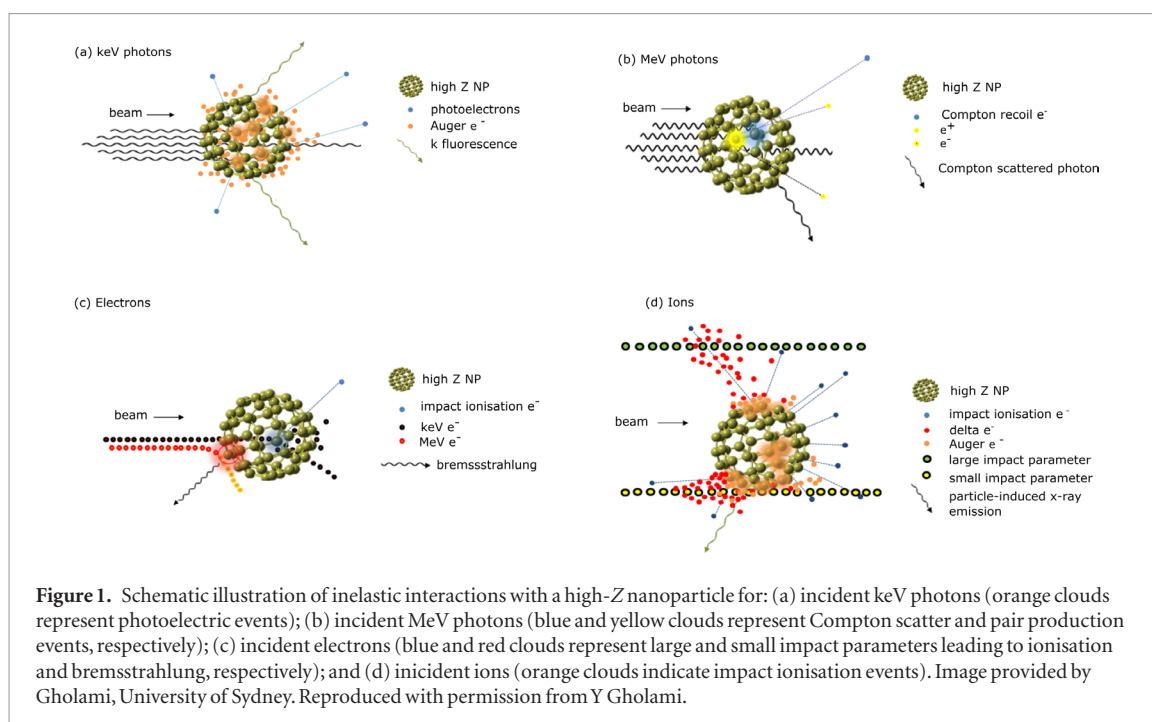 (a) keV photons
beam
high Z NP
photoelectrons
Auger e⁻
k fluorescence
(b) MeV photons
beam
high Z NP
Compton recoil e⁻
e⁺
e⁻
Compton scattered photon
(c) Electrons
beam
high Z NP
impact ionisation e⁻
keV e⁻
MeV e⁻
bremssstrahlung
(d) Ions
beam
high Z NP
impact ionisation e⁻
delta e⁻
Auger e⁻
large impact parameter
small impact parameter
particle-induced x-ray
emission
Figure 1. Schematic illustration of inelastic interactions with a high-Z nanoparticle for: (a) incident keV photons (orange clouds
represent photoelectric events); (b) incident MeV photons (blue and yellow clouds represent Compton scatter and pair production
events, respectively); (c) incident electrons (blue and red clouds represent large and small impact parameters leading to ionisation
and bremsstrahlung, respectively); and (d) inicident ions (orange clouds indicate impact ionisation events). Image provided by
Gholami, University of Sydney. Reproduced with permission from Y Gholami.